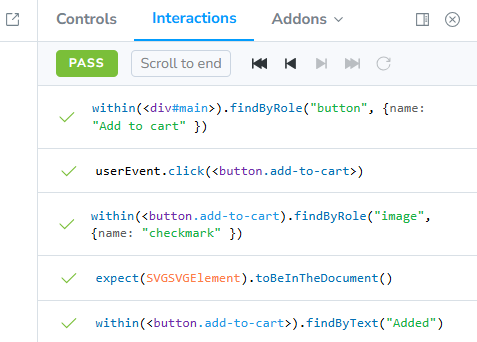 Controls Interactions Addons
PASS Scroll to end
within(<div#main>).findByRole("button", {name:
"Add to cart" })
userEvent.click(<button.add-to-cart>)
within(<button.add-to-cart).findByRole("image",
{name: "checkmark" })
expect(SVGSVGElement).toBeInTheDocument()
within(<button.add-to-cart>).findByText("Added")